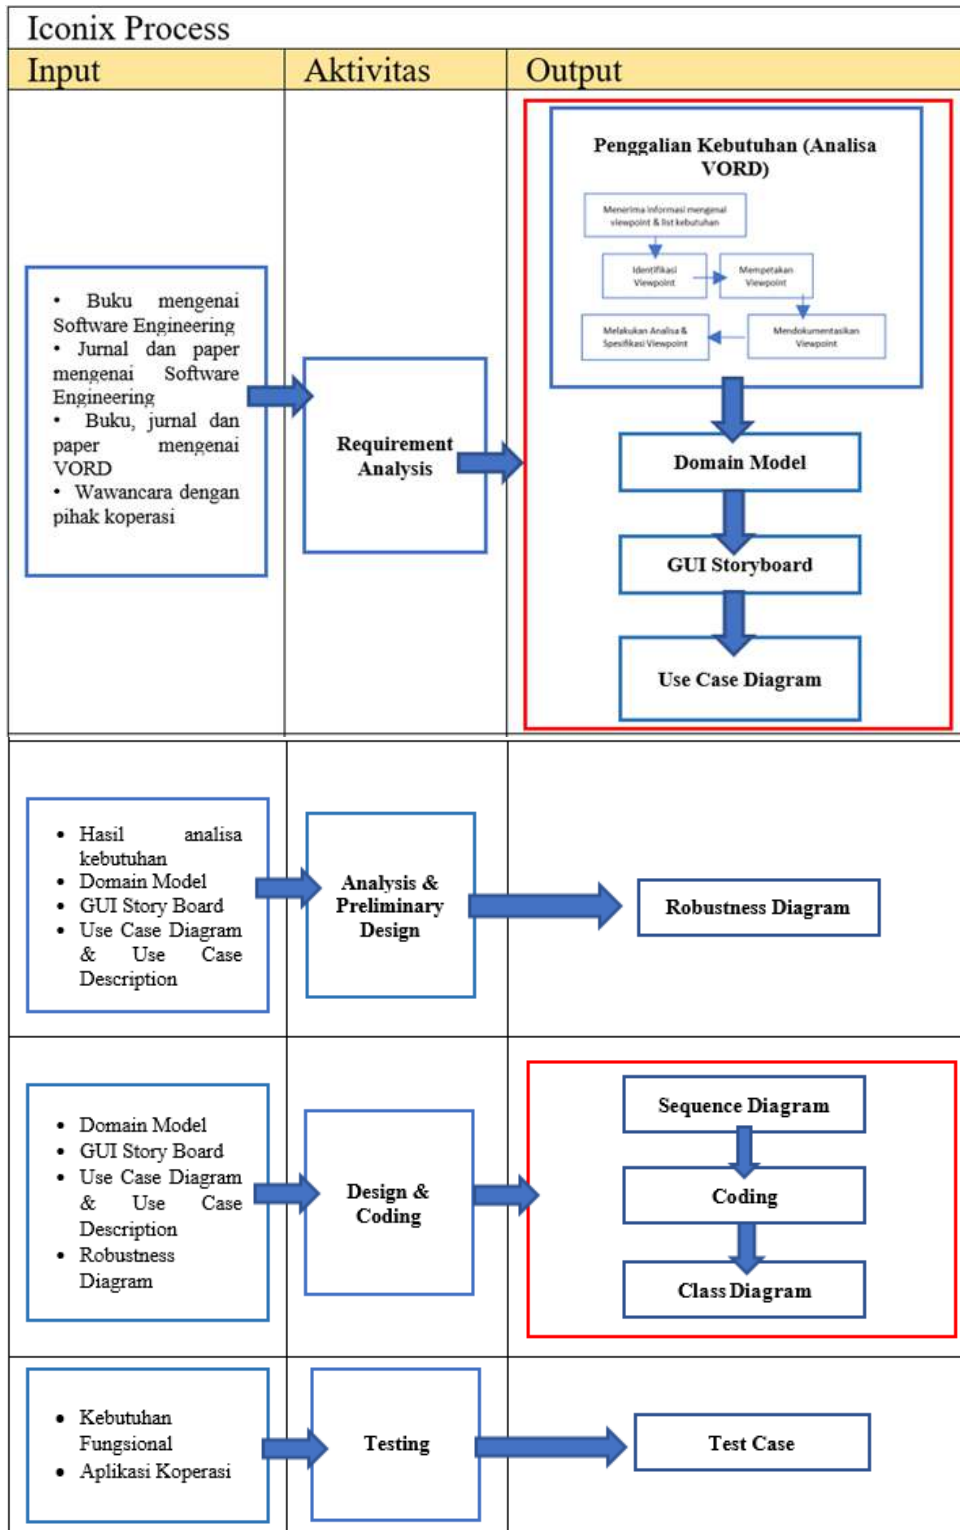 Iconix Process
Input
Aktivitas
Output
• Buku mengenai
Software Engineering
• Jurnal dan paper
mengenai Software
Engineering
• Buku, jurnal dan
paper mengenai
VORD
• Wawancara dengan
pihak koperasi
Requirement
Analysis
Penggalian Kebutuhan (Analisa
VORD)
Menerima informasi mengenai
viewpoint & list kebutuhan
Identifikasi
Viewpoint
Mempetakan
Viewpoint
Melakukan Analisa &
Spesifikasi Viewpoint
Mendokumentasikan
Viewpoint
Domain Model
GUI Storyboard
Use Case Diagram
• Hasil analisa
kebutuhan
• Domain Model
• GUI Story Board
• Use Case Diagram
& Use Case
Description
Analysis &
Preliminary
Design
Robustness Diagram
• Domain Model
• GUI Story Board
• Use Case Diagram
& Use Case
Description
• Robustness
Diagram
Design &
Coding
Sequence Diagram
Coding
Class Diagram
• Kebutuhan
Fungsional
• Aplikasi Koperasi
Testing
Test Case